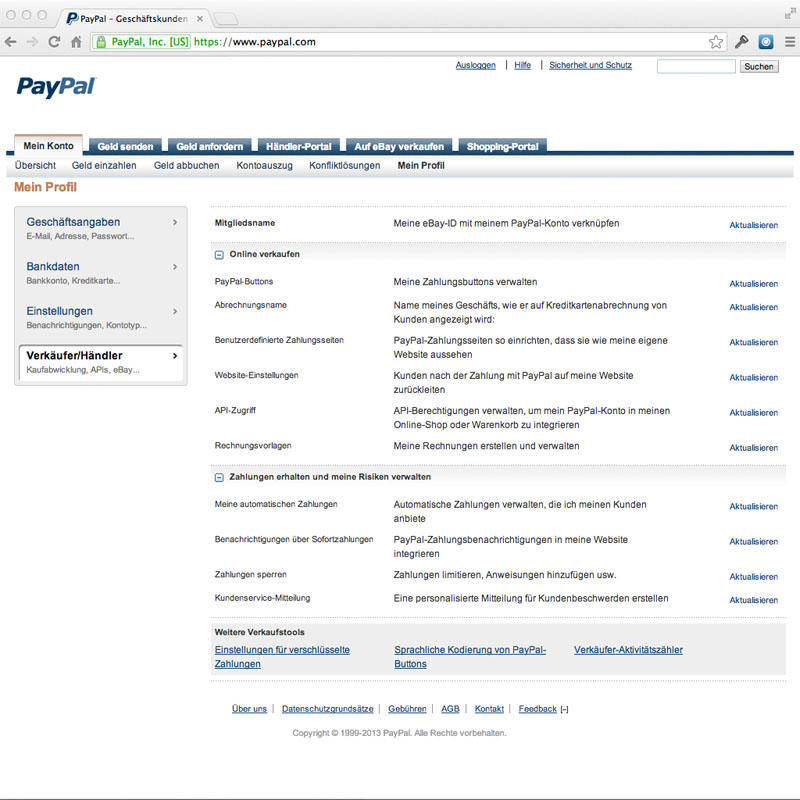 PayPal - Geschäftskunden
PayPal, Inc. [US] https://www.paypal.com
Ausloggen | Hilfe | Sicherheit und Schutz
Suchen
PayPal
Mein Konto Geld senden Geld anfordern Händler-Portal Auf eBay verkaufen Shopping-Portal
Übersicht Geld einzahlen Geld abbuchen Kontoauszug Konfliktlösungen Mein Profil
Mein Profil
Geschäftsangaben
E-Mail, Adresse, Passwort...
Bankdaten
Bankkonto, Kreditkarte...
Einstellungen
Benachrichtigungen, Kontotyp...
Verkäufer/Händler
Kaufabwicklung, APIs, eBay...
Mitgliedsname Meine eBay-ID mit meinem PayPal-Konto verknüpfen Aktualisieren
Online verkaufen
PayPal-Buttons Meine Zahlungsbuttons verwalten Aktualisieren
Abrechnungsname Name meines Geschäfts, wie er auf Kreditkartenabrechnung von Aktualisieren
Kunden angezeigt wird:
Benutzerdefinierte Zahlungsseiten PayPal-Zahlungsseiten so einrichten, dass sie wie meine eigene Aktualisieren
Website aussehen
Website-Einstellungen Kunden nach der Zahlung mit PayPal auf meine Website Aktualisieren
zurückleiten
API-Zugriff API-Berechtigungen verwalten, um mein PayPal-Konto in meinen Aktualisieren
Online-Shop oder Warenkorb zu integrieren
Rechnungsvorlagen Meine Rechnungen erstellen und verwalten Aktualisieren
Zahlungen erhalten und meine Risiken verwalten
Meine automatischen Zahlungen Automatische Zahlungen verwalten, die ich meinen Kunden Aktualisieren
anbiete
Benachrichtigungen über Sofortzahlungen PayPal-Zahlungsbenachrichtigungen in meine Website Aktualisieren
integrieren
Zahlungen sperren Zahlungen limitieren, Anweisungen hinzufügen usw. Aktualisieren
Kundenservice-Mitteilung Eine personalisierte Mitteilung für Kundenbeschwerden erstellen Aktualisieren
Weitere Verkaufstools
Einstellungen für verschlüsselte Sprachliche Kodierung von PayPal- Verkäufer-Aktivitätszähler
Zahlungen Buttons
Über uns | Datenschutzgrundsätze | Gebühren | AGB | Kontakt | Feedback [–]
Copyright © 1999-2013 PayPal. Alle Rechte vorbehalten.